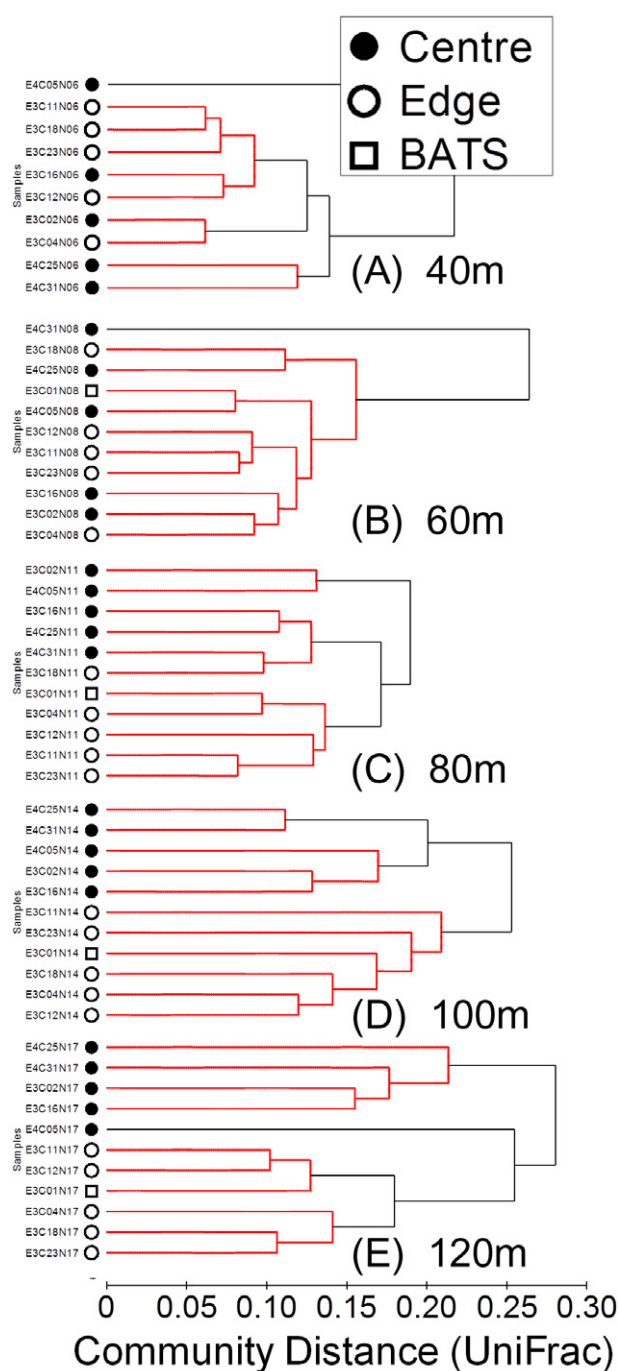 Centre
Edge
BATS
E4C05N06
E3C11N06
E3C18N06
E3C23N06
E3C16N06
E3C12N06
E3C02N06
E3C04N06
E4C25N06
E4C31N06
Samples
(A) 40m
E4C31N08
E3C18N08
E4C25N08
E3C01N08
E4C05N08
E3C12N08
E3C11N08
E3C23N08
E3C16N08
E3C02N08
E3C04N08
Samples
(B) 60m
E3C02N11
E4C05N11
E3C16N11
E4C25N11
E4C31N11
E3C18N11
E3C01N11
E3C04N11
E3C12N11
E3C11N11
E3C23N11
Samples
(C) 80m
E4C25N14
E4C31N14
E4C05N14
E3C02N14
E3C16N14
E3C11N14
E3C23N14
E3C01N14
E3C18N14
E3C04N14
E3C12N14
Samples
(D) 100m
E4C25N17
E4C31N17
E3C02N17
E3C16N17
E4C05N17
E3C11N17
E3C12N17
E3C01N17
E3C04N17
E3C18N17
E3C23N17
Samples
(E) 120m
0 0.05 0.10 0.15 0.20 0.25 0.30
Community Distance (UniFrac)